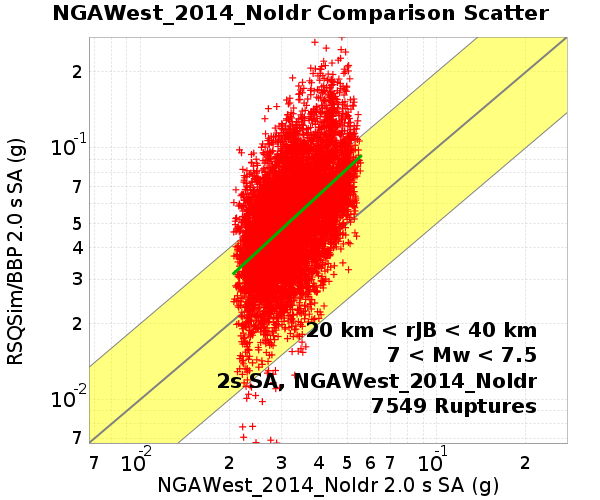 NGAWest_2014_NoIdr Comparison Scatter
RSQSim/BBP 2.0 s SA (g)
2
10-1
7
5
4
3
2
10-2
7
20 km < rJB < 40 km
7 < Mw < 7.5
2s SA, NGAWest_2014_NoIdr
7549 Ruptures
7 10-2 2 3 4 5 6 7 10-1 2
NGAWest_2014_NoIdr 2.0 s SA (g)